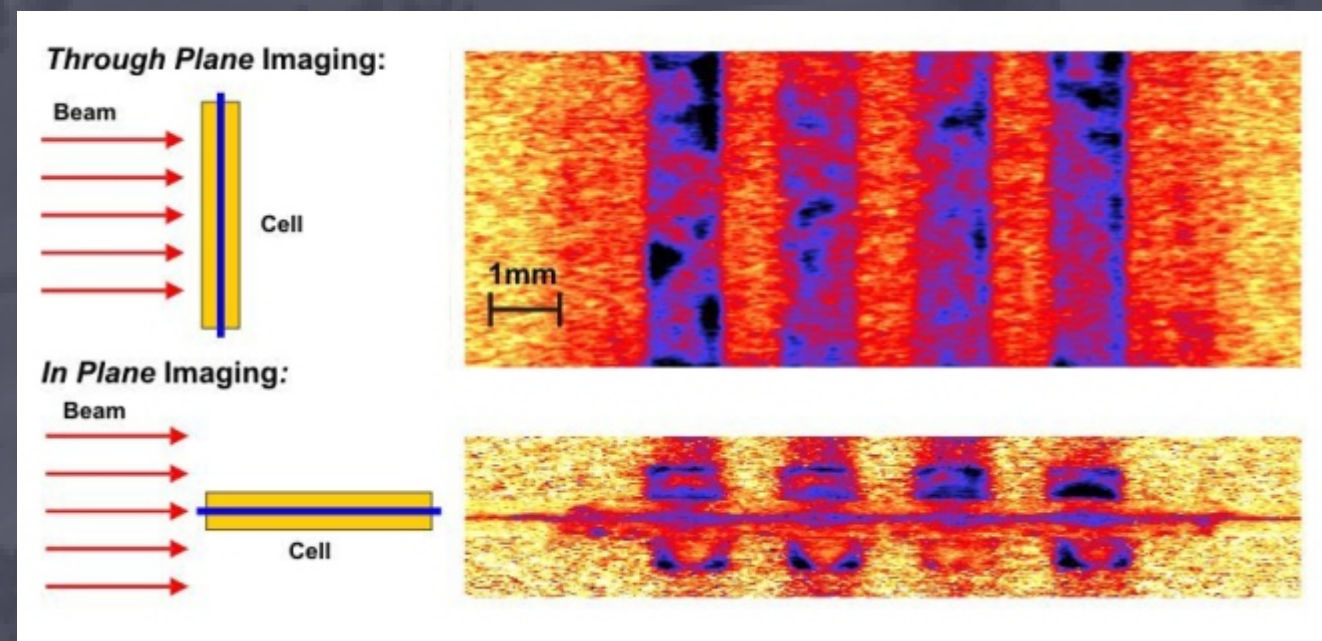 Through Plane Imaging:
Beam
Cell
1mm
In Plane Imaging:
Beam
Cell